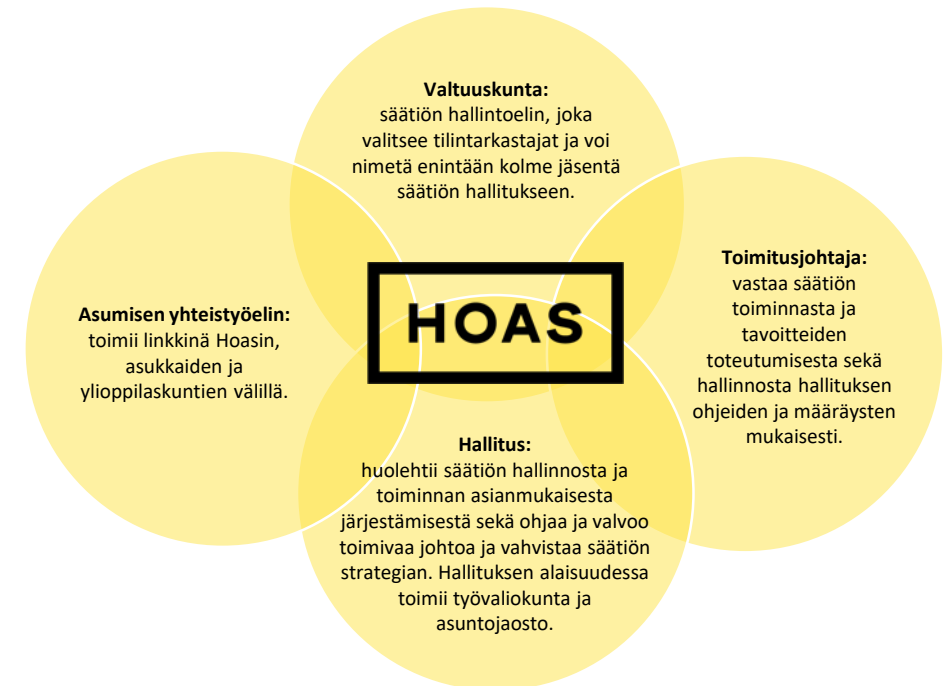 Valtuuskunta:
säätiön hallintoelin, joka
valitsee tilintarkastajat ja voi
nimetä enintään kolme jäsentä
säätiön hallitukseen.
Asumisen yhteistyöelin:
toimii linkkinä Hoasin,
asukkaiden ja
ylioppilaskuntien välillä.
HOAS
Toimitusjohtaja:
vastaa säätiön
toiminnasta ja
tavoitteiden
toteutumisesta sekä
hallinnosta hallituksen
ohjeiden ja määräysten
mukaisesti.
Hallitus:
huolehtii säätiön hallinnosta ja
toiminnan asianmukaisesta
järjestämisestä sekä ohjaa ja valvoo
toimivaa johtoa ja vahvistaa säätiön
strategian. Hallituksen alaisuudessa
toimii työvaliokunta ja
asuntojaosto.